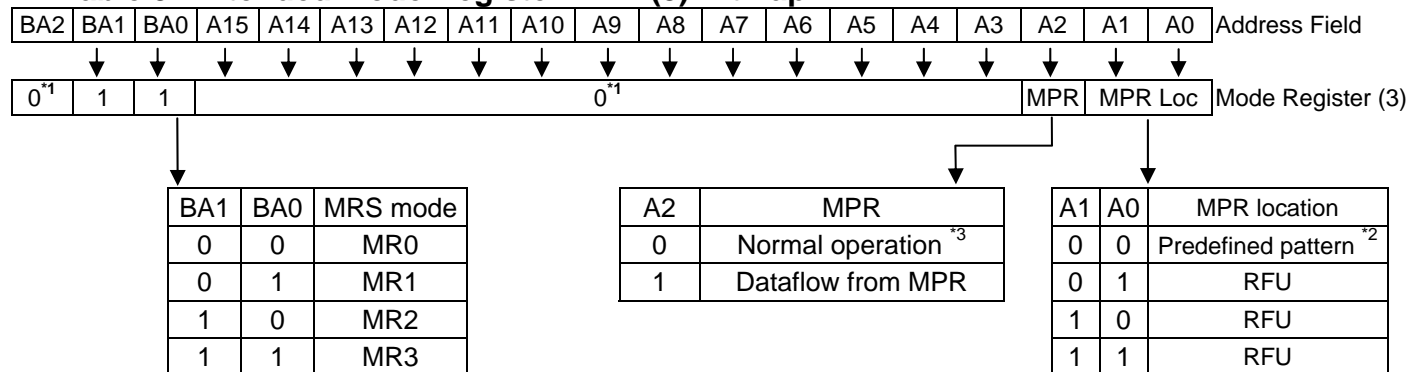 BA2 BA1 BA0 A15 A14 A13 A12 A11 A10 A9 A8 A7 A6 A5 A4 A3 A2 A1 A0 Address Field
0*1 1 1 0*1 MPR MPR Loc Mode Register (3)
BA1 BA0 MRS mode
0 0 MR0
0 1 MR1
1 0 MR2
1 1 MR3
A2 MPR
0 Normal operation *3
1 Dataflow from MPR
A1 A0 MPR location
0 0 Predefined pattern *2
0 1 RFU
1 0 RFU
1 1 RFU